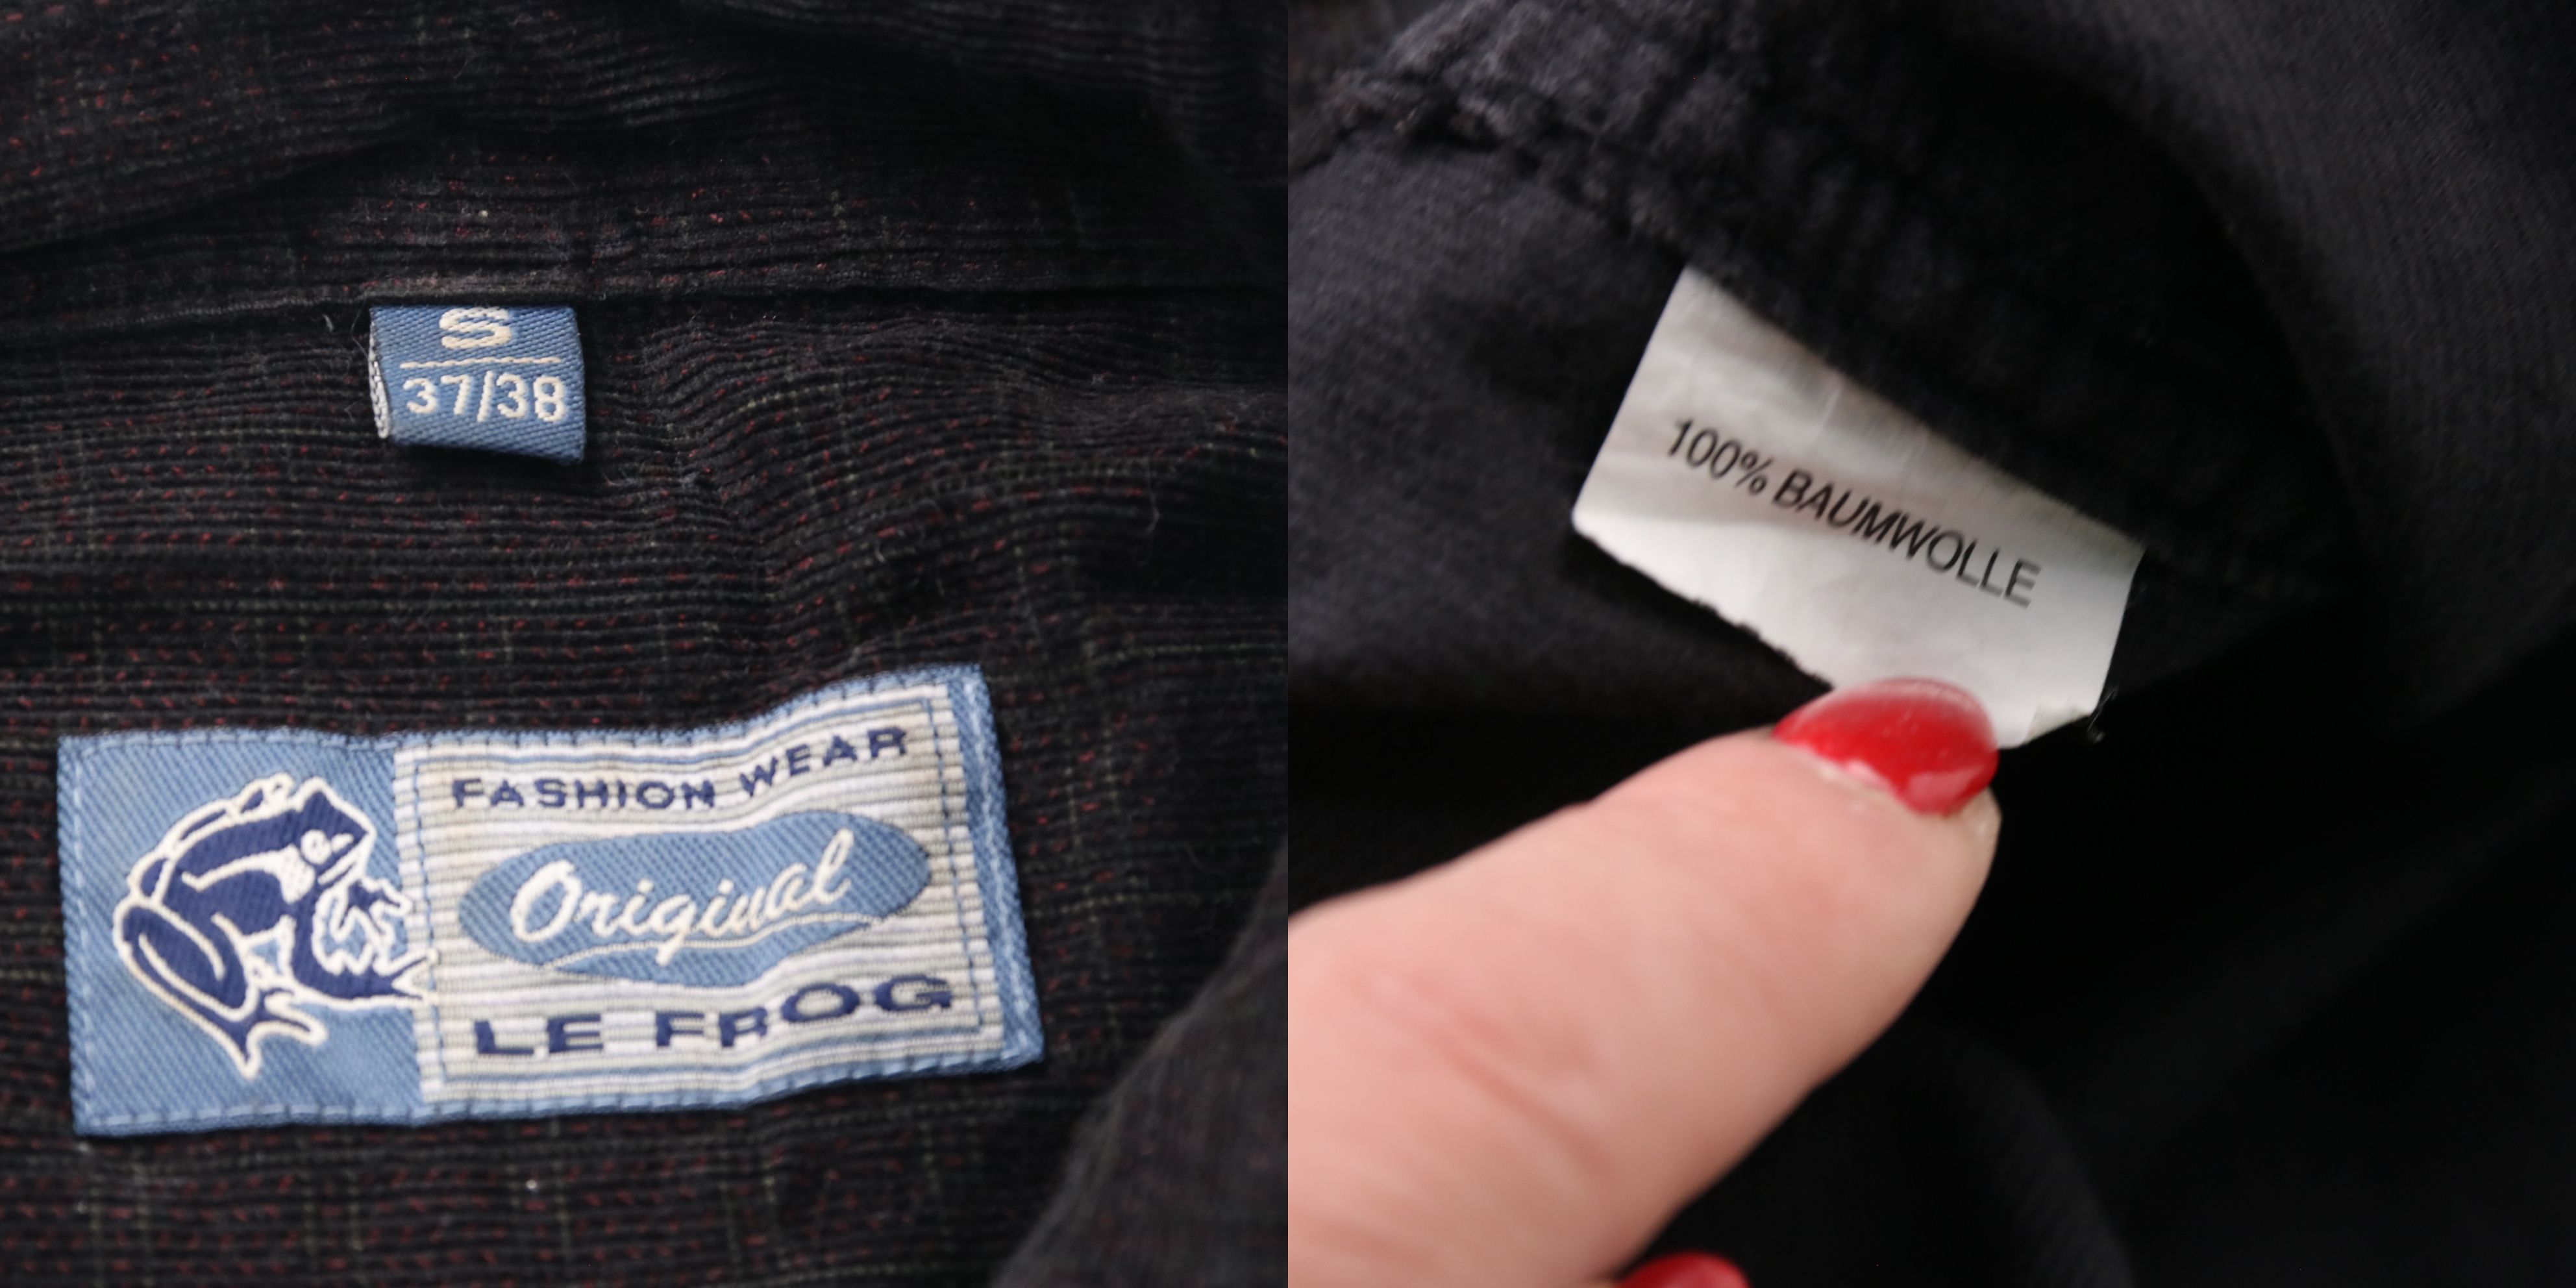 S
37/38
FASHION WEAR
Original
LE FROG
100% BAUMWOLLE